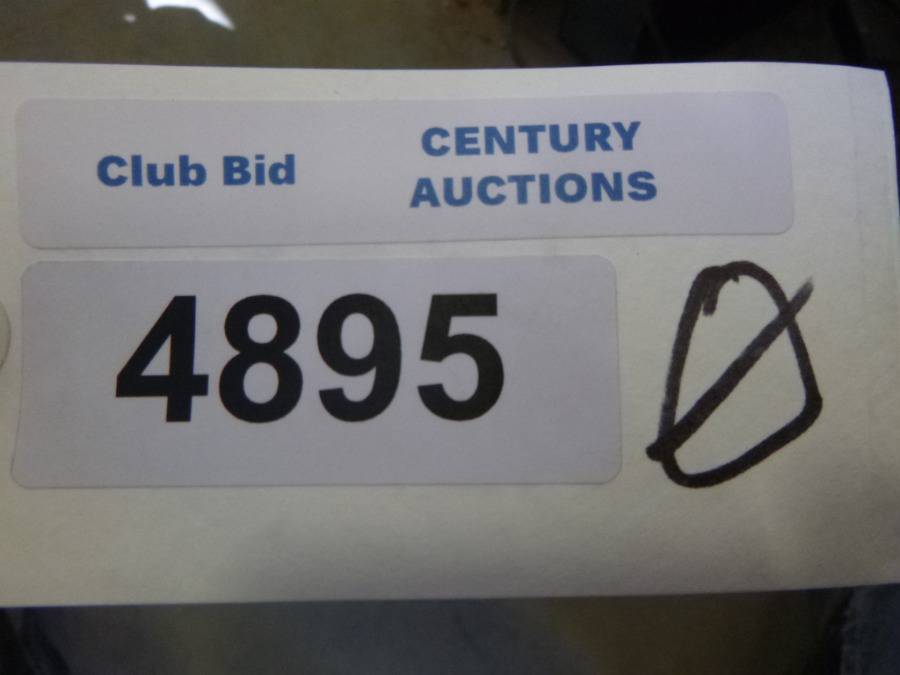 Club Bid
CENTURY
AUCTIONS
4895
Ø